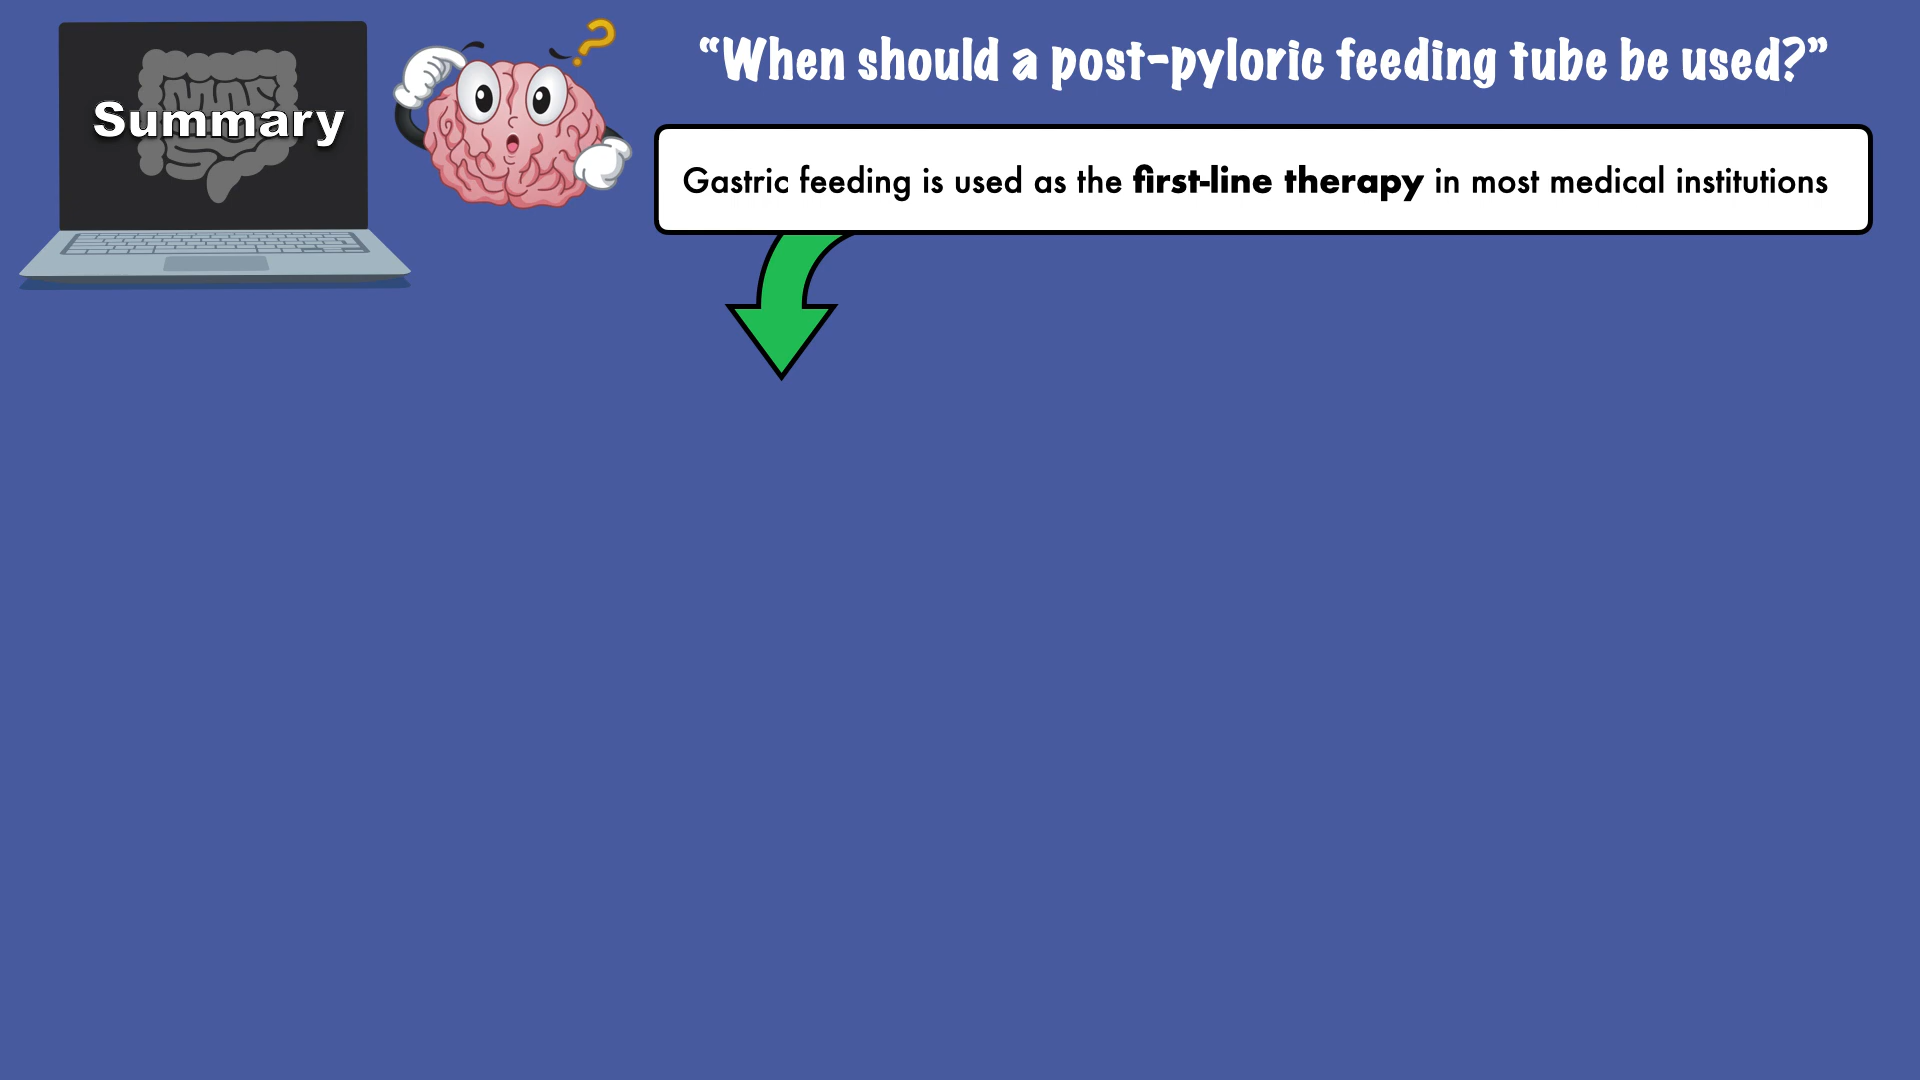 Summary
“When should a post-pyloric feeding tube be used?”
?
Gastric feeding is used as the first-line therapy in most medical institutions